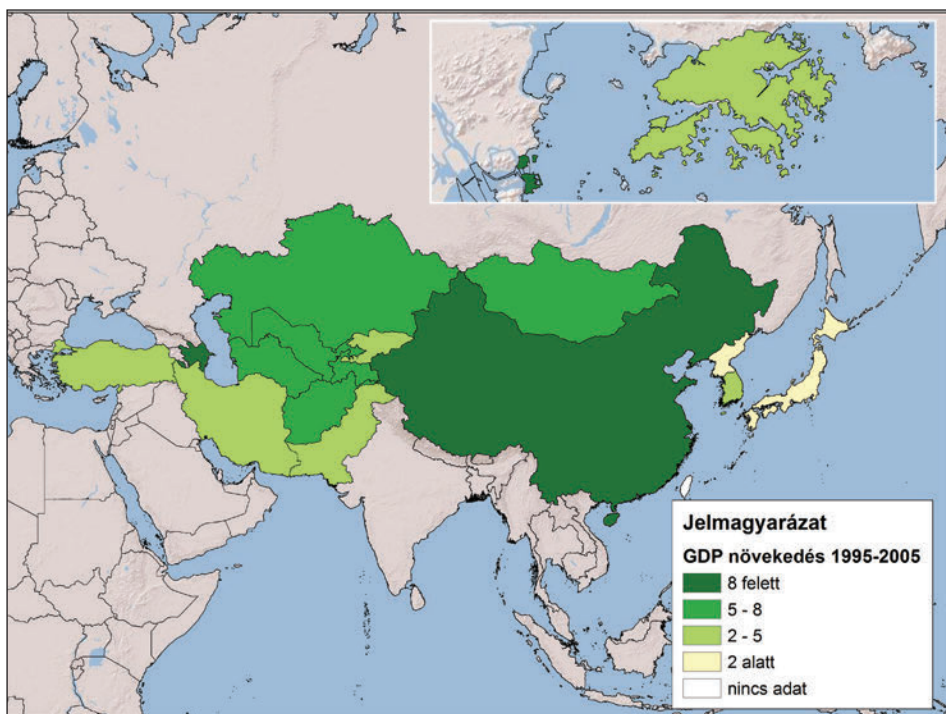 Jelmagyarázat
GDP növekedés 1995-2005
8 felett
5 - 8
2 - 5
2 alatt
nincs adat